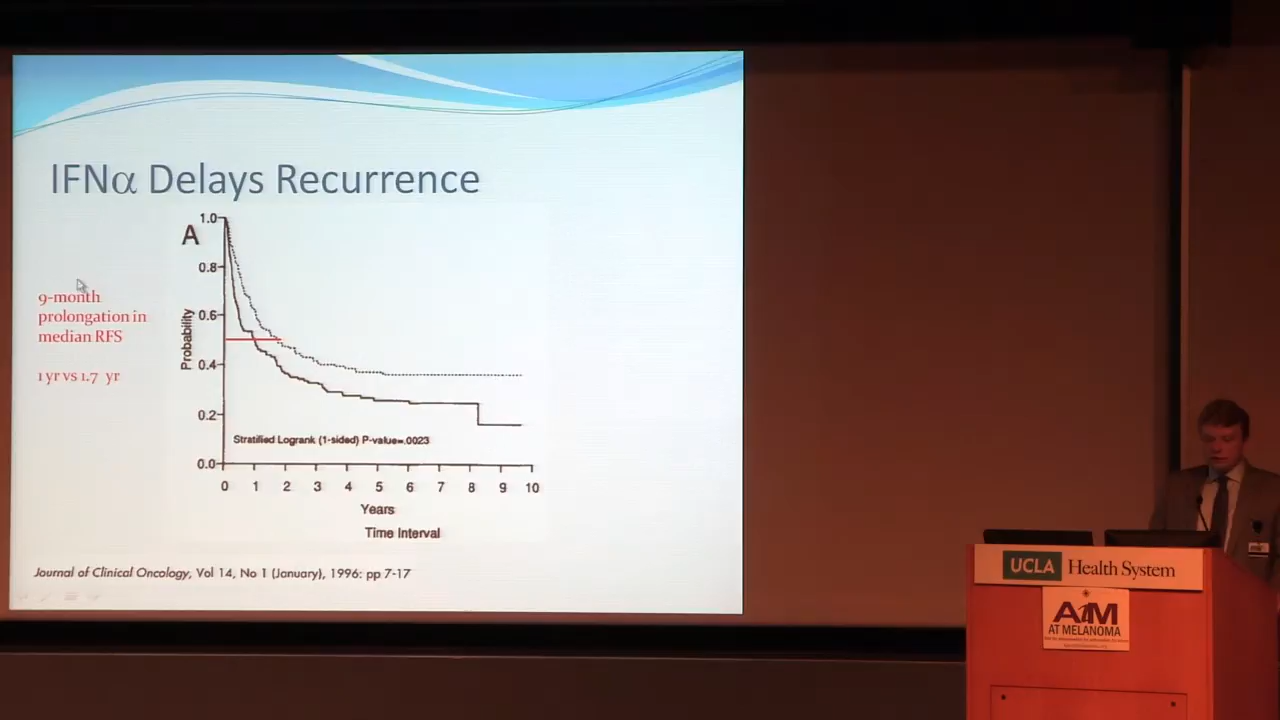 IFNα Delays Recurrence
A
1.0
0.8
0.6
0.4
0.2
0.0
Probability
9-month
prolongation in
median RFS
1 yr vs 1.7 yr
Stratified Logrank (1-sided) P-value=.0023
0 1 2 3 4 5 6 7 8 9 10
Years
Time Interval
Journal of Clinical Oncology, Vol 14, No 1 (January), 1996: pp 7-17
UCLA Health System
AiM
AT MELANOMA